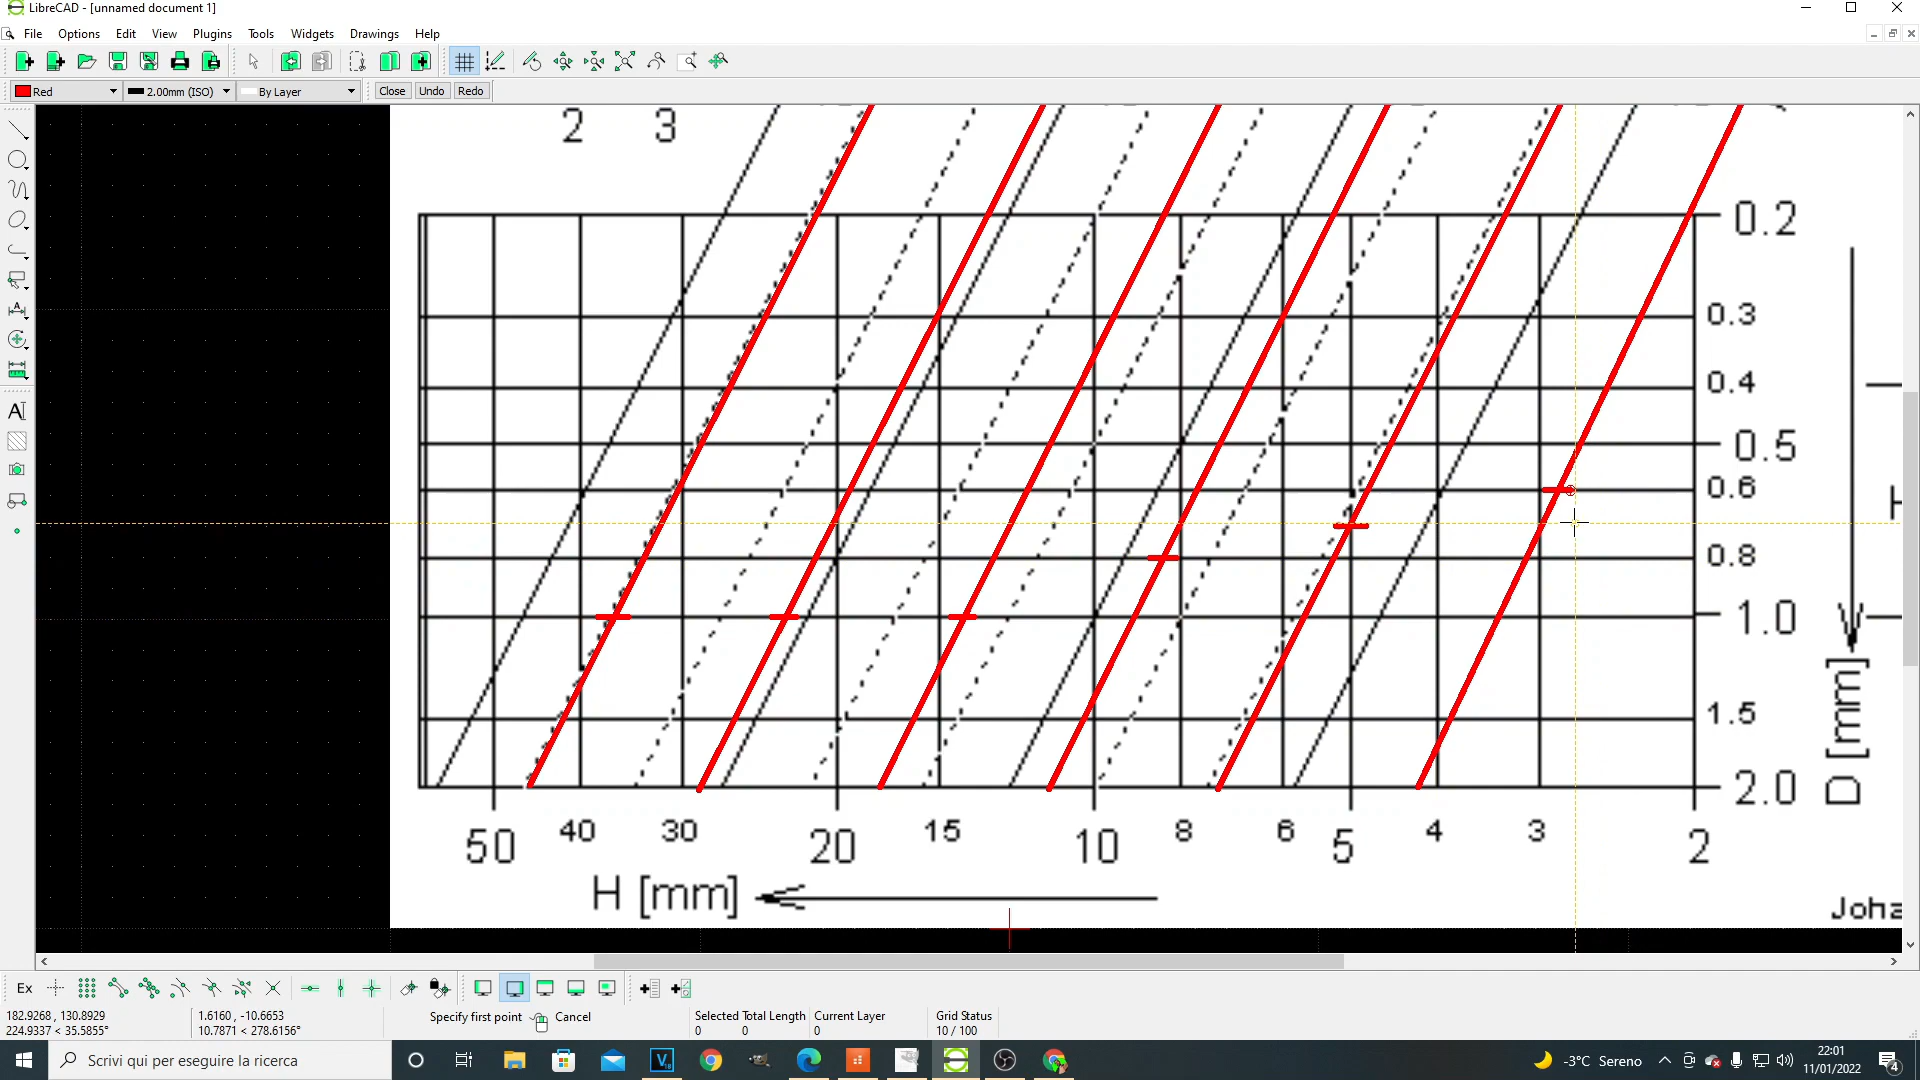 LibreCAD - [unnamed document 1]
File Options Edit View Plugins Tools Widgets Drawings Help
Red 2.00mm (ISO) By Layer Close Undo Redo
2 3
0.2
0.3
0.4
0.5
0.6
0.8
1.0
1.5
2.0
H
D [mm]
50 40 30 20 15 10 8 6 5 4 3 2
H [mm]
Joha
Ex
182.9268 , 130.8929
224.9337 < 35.5855°
1.6160 , -10.6653
10.7871 < 278.6156°
Specify first point Cancel
Selected Total Length
0 0
Current Layer
0
Grid Status
10 / 100
Scrivi qui per eseguire la ricerca
-3°C Sereno
22:01
11/01/2022
4